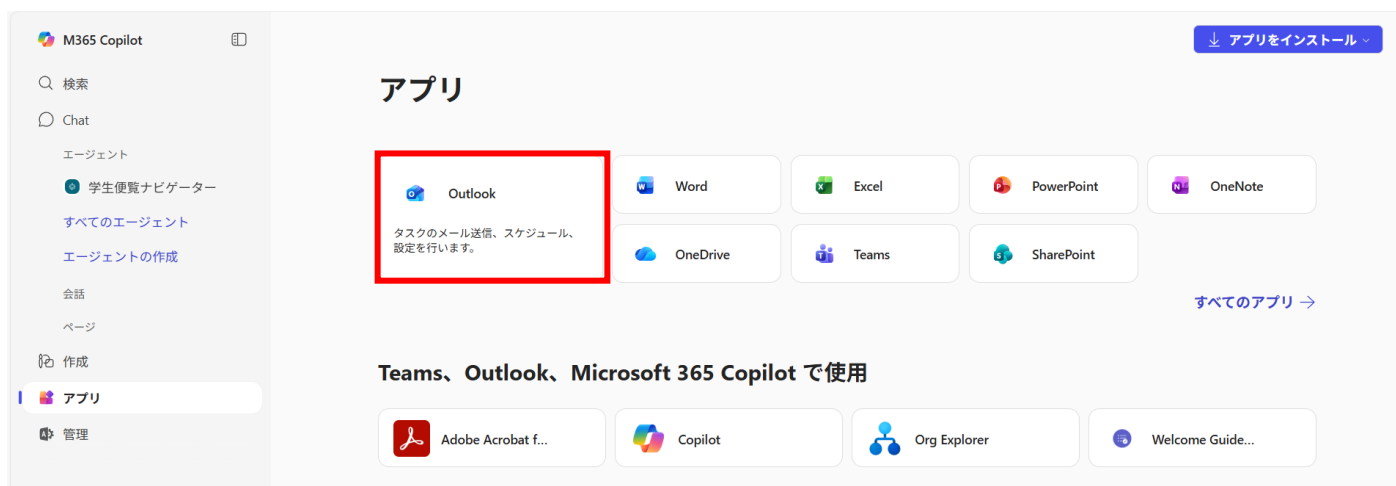 M365 Copilot
検索
Chat
エージェント
学生便覧ナビゲーター
すべてのエージェント
エージェントの作成
会話
ページ
作成
アプリ
管理
アプリをインストール
アプリ
Outlook
タスクのメール送信、スケジュール、
設定を行います。
Word
Excel
PowerPoint
OneNote
OneDrive
Teams
SharePoint
すべてのアプリ →
Teams、Outlook、Microsoft 365 Copilot で使用
Adobe Acrobat f...
Copilot
Org Explorer
Welcome Guide...